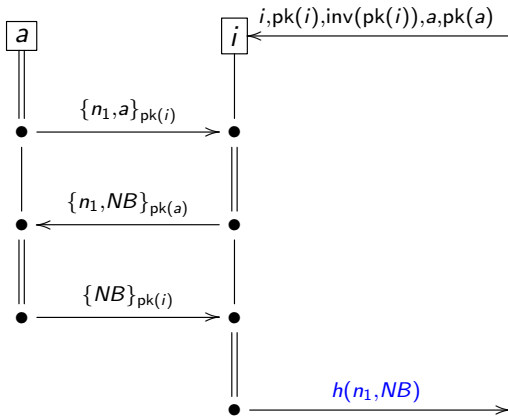 i,pk(i),inv(pk(i)),a,pk(a)
a
i
{n₁,a}pk(i)
{n₁,NB}pk(a)
{NB}pk(i)
h(n₁,NB)